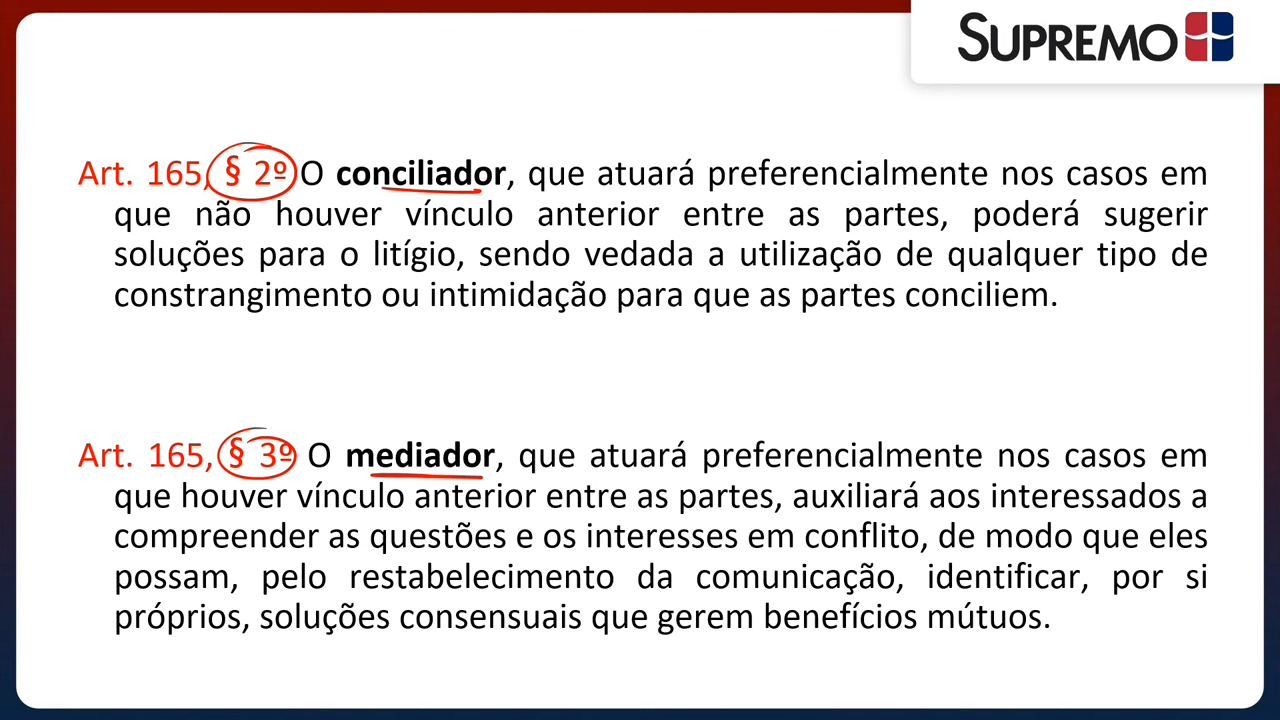 SUPREMO
Art. 165, § 2º O conciliador, que atuará preferencialmente nos casos em
que não houver vínculo anterior entre as partes, poderá sugerir
soluções para o litígio, sendo vedada a utilização de qualquer tipo de
constrangimento ou intimidação para que as partes conciliem.
Art. 165, § 3º O mediador, que atuará preferencialmente nos casos em
que houver vínculo anterior entre as partes, auxiliará aos interessados a
compreender as questões e os interesses em conflito, de modo que eles
possam, pelo restabelecimento da comunicação, identificar, por si
próprios, soluções consensuais que gerem benefícios mútuos.